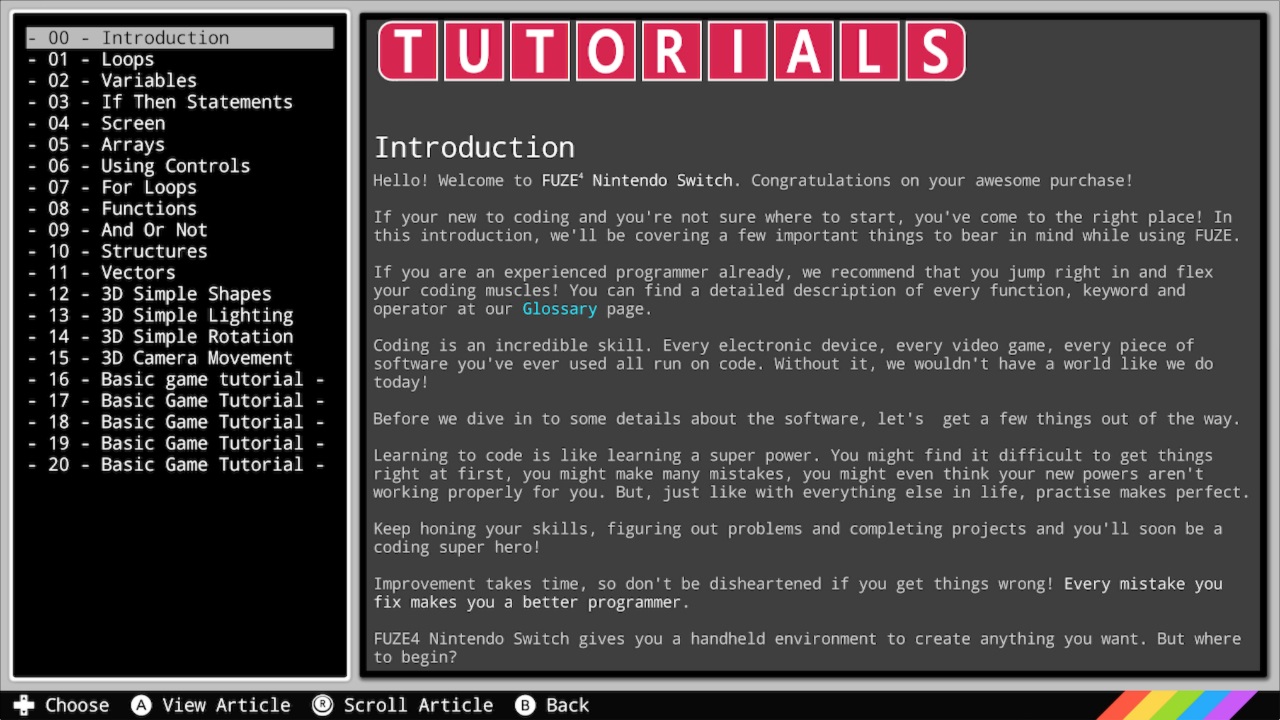 - 00 - Introduction
- 01 - Loops
- 02 - Variables
- 03 - If Then Statements
- 04 - Screen
- 05 - Arrays
- 06 - Using Controls
- 07 - For Loops
- 08 - Functions
- 09 - And Or Not
- 10 - Structures
- 11 - Vectors
- 12 - 3D Simple Shapes
- 13 - 3D Simple Lighting
- 14 - 3D Simple Rotation
- 15 - 3D Camera Movement
- 16 - Basic game tutorial -
- 17 - Basic Game Tutorial -
- 18 - Basic Game Tutorial -
- 19 - Basic Game Tutorial -
- 20 - Basic Game Tutorial -
TUTORIALS
Introduction
Hello! Welcome to FUZE⁴ Nintendo Switch. Congratulations on your awesome purchase!
If your new to coding and you're not sure where to start, you've come to the right place! In
this introduction, we'll be covering a few important things to bear in mind while using FUZE.
If you are an experienced programmer already, we recommend that you jump right in and flex
your coding muscles! You can find a detailed description of every function, keyword and
operator at our Glossary page.
Coding is an incredible skill. Every electronic device, every video game, every piece of
software you've ever used all run on code. Without it, we wouldn't have a world like we do
today!
Before we dive in to some details about the software, let's  get a few things out of the way.
Learning to code is like learning a super power. You might find it difficult to get things
right at first, you might make many mistakes, you might even think your new powers aren't
working properly for you. But, just like with everything else in life, practise makes perfect.
Keep honing your skills, figuring out problems and completing projects and you'll soon be a
coding super hero!
Improvement takes time, so don't be disheartened if you get things wrong! Every mistake you
fix makes you a better programmer.
FUZE4 Nintendo Switch gives you a handheld environment to create anything you want. But where
to begin?
Choose A View Article R Scroll Article B Back